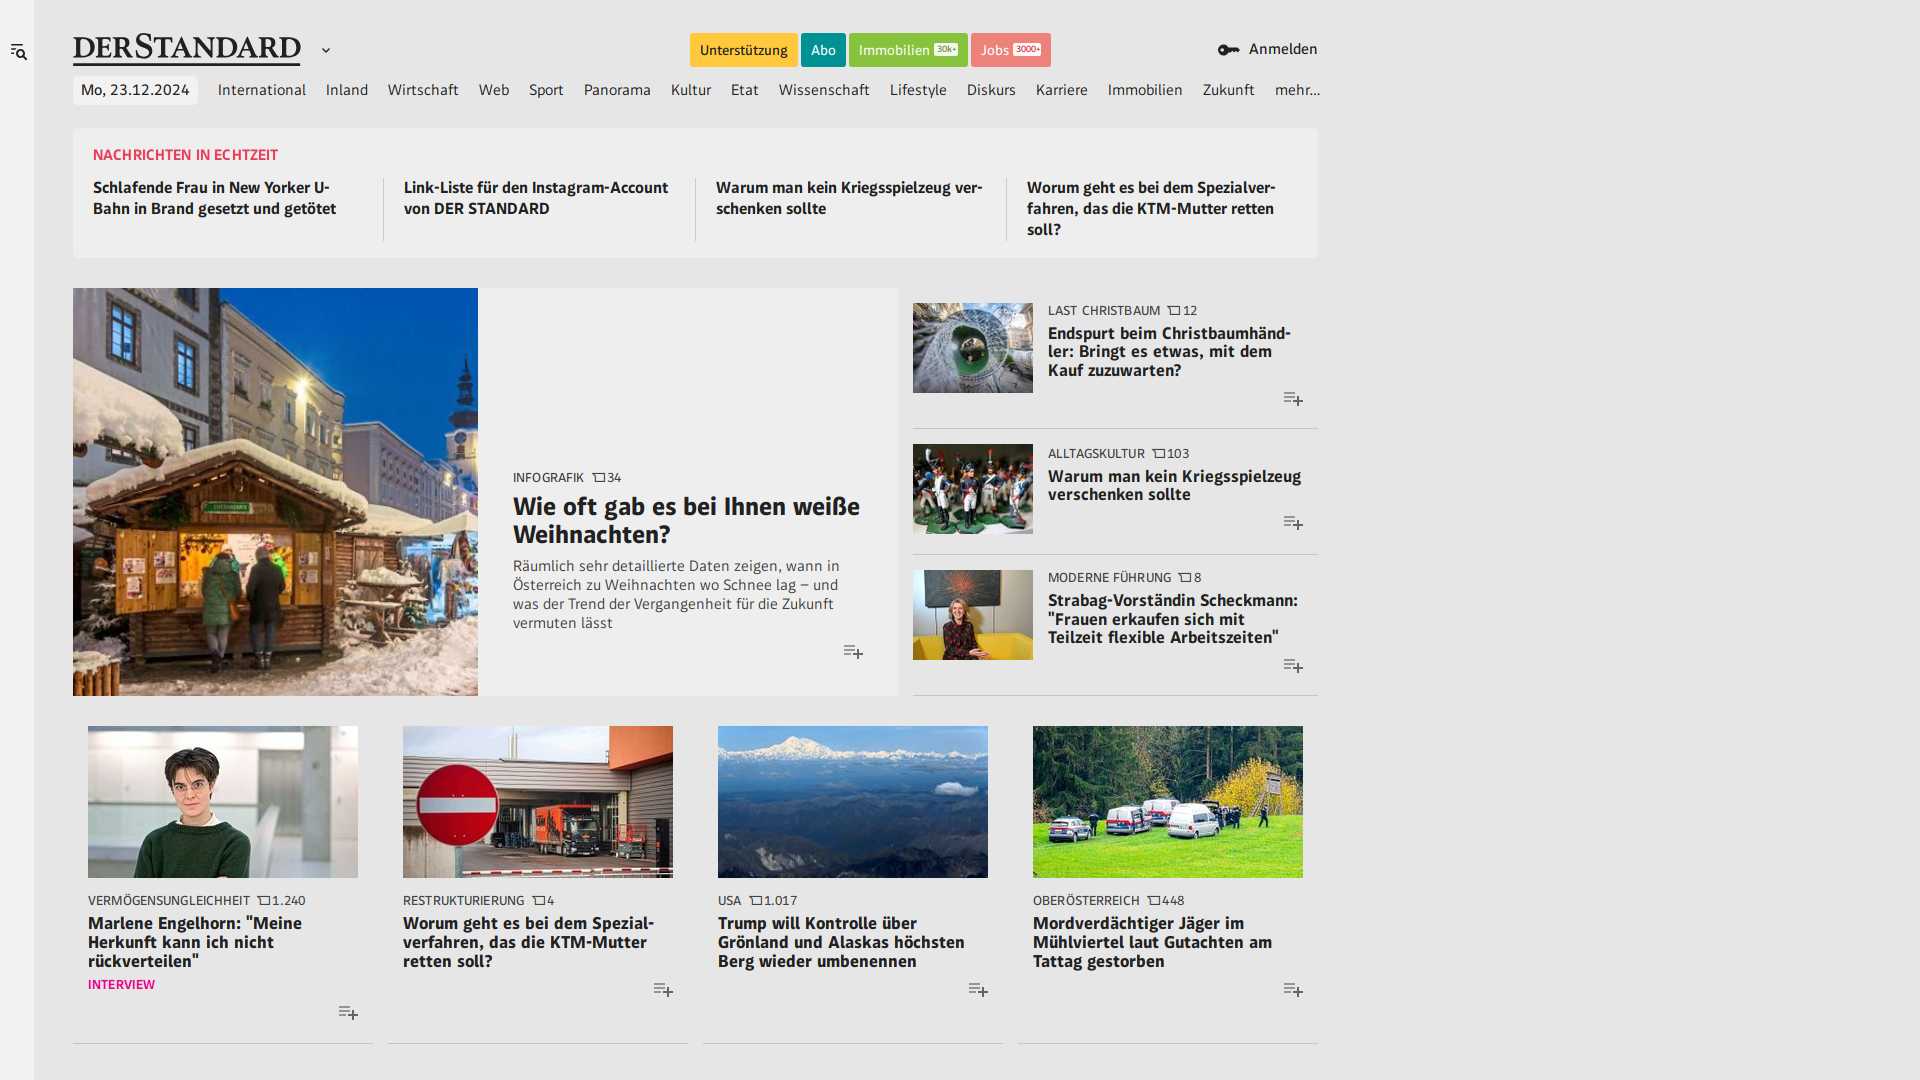 DERSTANDARD
Unterstützung
Abo
Immobilien 30k+
Jobs 3000+
Anmelden
Mo, 23.12.2024
International
Inland
Wirtschaft
Web
Sport
Panorama
Kultur
Etat
Wissenschaft
Lifestyle
Diskurs
Karriere
Immobilien
Zukunft
mehr...
NACHRICHTEN IN ECHTZEIT
Schlafende Frau in New Yorker U-
Bahn in Brand gesetzt und getötet
Link-Liste für den Instagram-Account
von DER STANDARD
Warum man kein Kriegsspielzeug ver-
schenken sollte
Worum geht es bei dem Spezialver-
fahren, das die KTM-Mutter retten
soll?
INFOGRAFIK 34
Wie oft gab es bei Ihnen weiße
Weihnachten?
Räumlich sehr detaillierte Daten zeigen, wann in
Österreich zu Weihnachten wo Schnee lag – und
was der Trend der Vergangenheit für die Zukunft
vermuten lässt
LAST CHRISTBAUM 12
Endspurt beim Christbaumhänd-
ler: Bringt es etwas, mit dem
Kauf zuzuwarten?
ALLTAGSKULTUR 103
Warum man kein Kriegsspielzeug
verschenken sollte
MODERNE FÜHRUNG 8
Strabag-Vorständin Scheckmann:
"Frauen erkaufen sich mit
Teilzeit flexible Arbeitszeiten"
VERMÖGENSUNGLEICHHEIT 1.240
Marlene Engelhorn: "Meine
Herkunft kann ich nicht
rückverteilen"
INTERVIEW
RESTRUKTURIERUNG 4
Worum geht es bei dem Spezial-
verfahren, das die KTM-Mutter
retten soll?
USA 1.017
Trump will Kontrolle über
Grönland und Alaskas höchsten
Berg wieder umbenennen
OBERÖSTERREICH 448
Mordverdächtiger Jäger im
Mühlviertel laut Gutachten am
Tattag gestorben